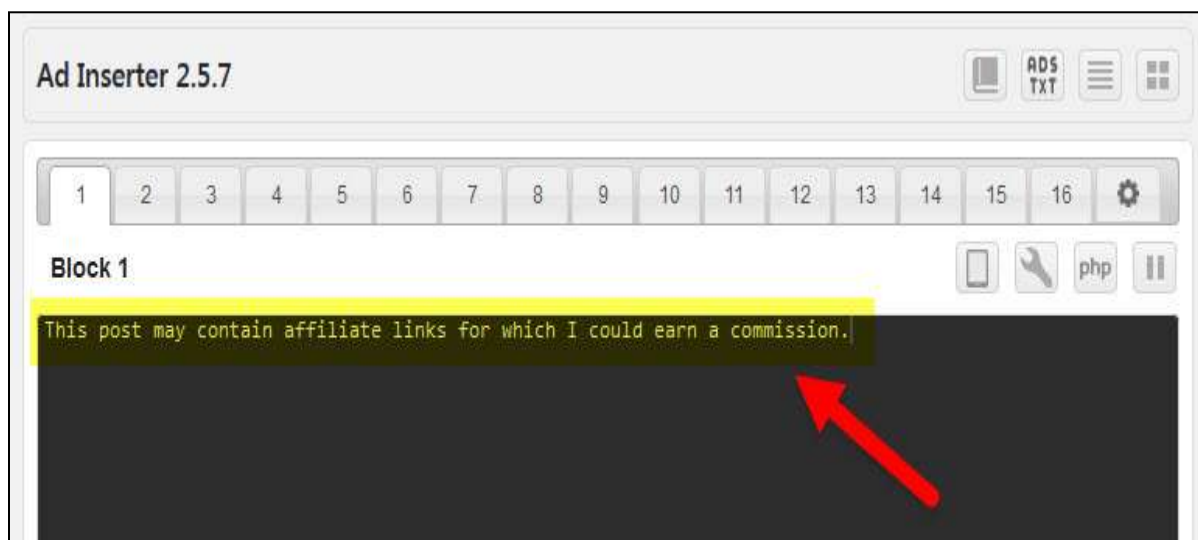 Ad Inserter 2.5.7
ADS
TXT
1 2 3 4 5 6 7 8 9 10 11 12 13 14 15 16
Block 1
php
This post may contain affiliate links for which I could earn a commission.